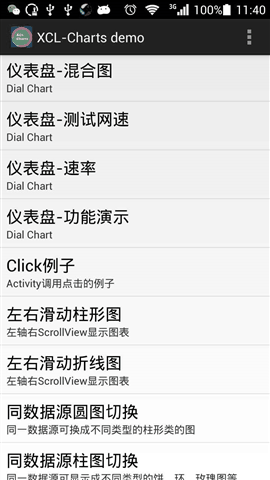 3G 100% 11:40
XCL-Charts demo
仪表盘-混合图
Dial Chart
仪表盘-测试网速
Dial Chart
仪表盘-速率
Dial Chart
仪表盘-功能演示
Dial Chart
Click例子
Activity调用点击的例子
左右滑动柱形图
左轴右ScrollView显示图表
左右滑动折线图
左轴右ScrollView显示图表
同数据源圆图切换
同一数据源可换成不同类型的柱形类的图
同数据源柱图切换
同一数据源可显示成不同类型的饼、环、玫瑰图等